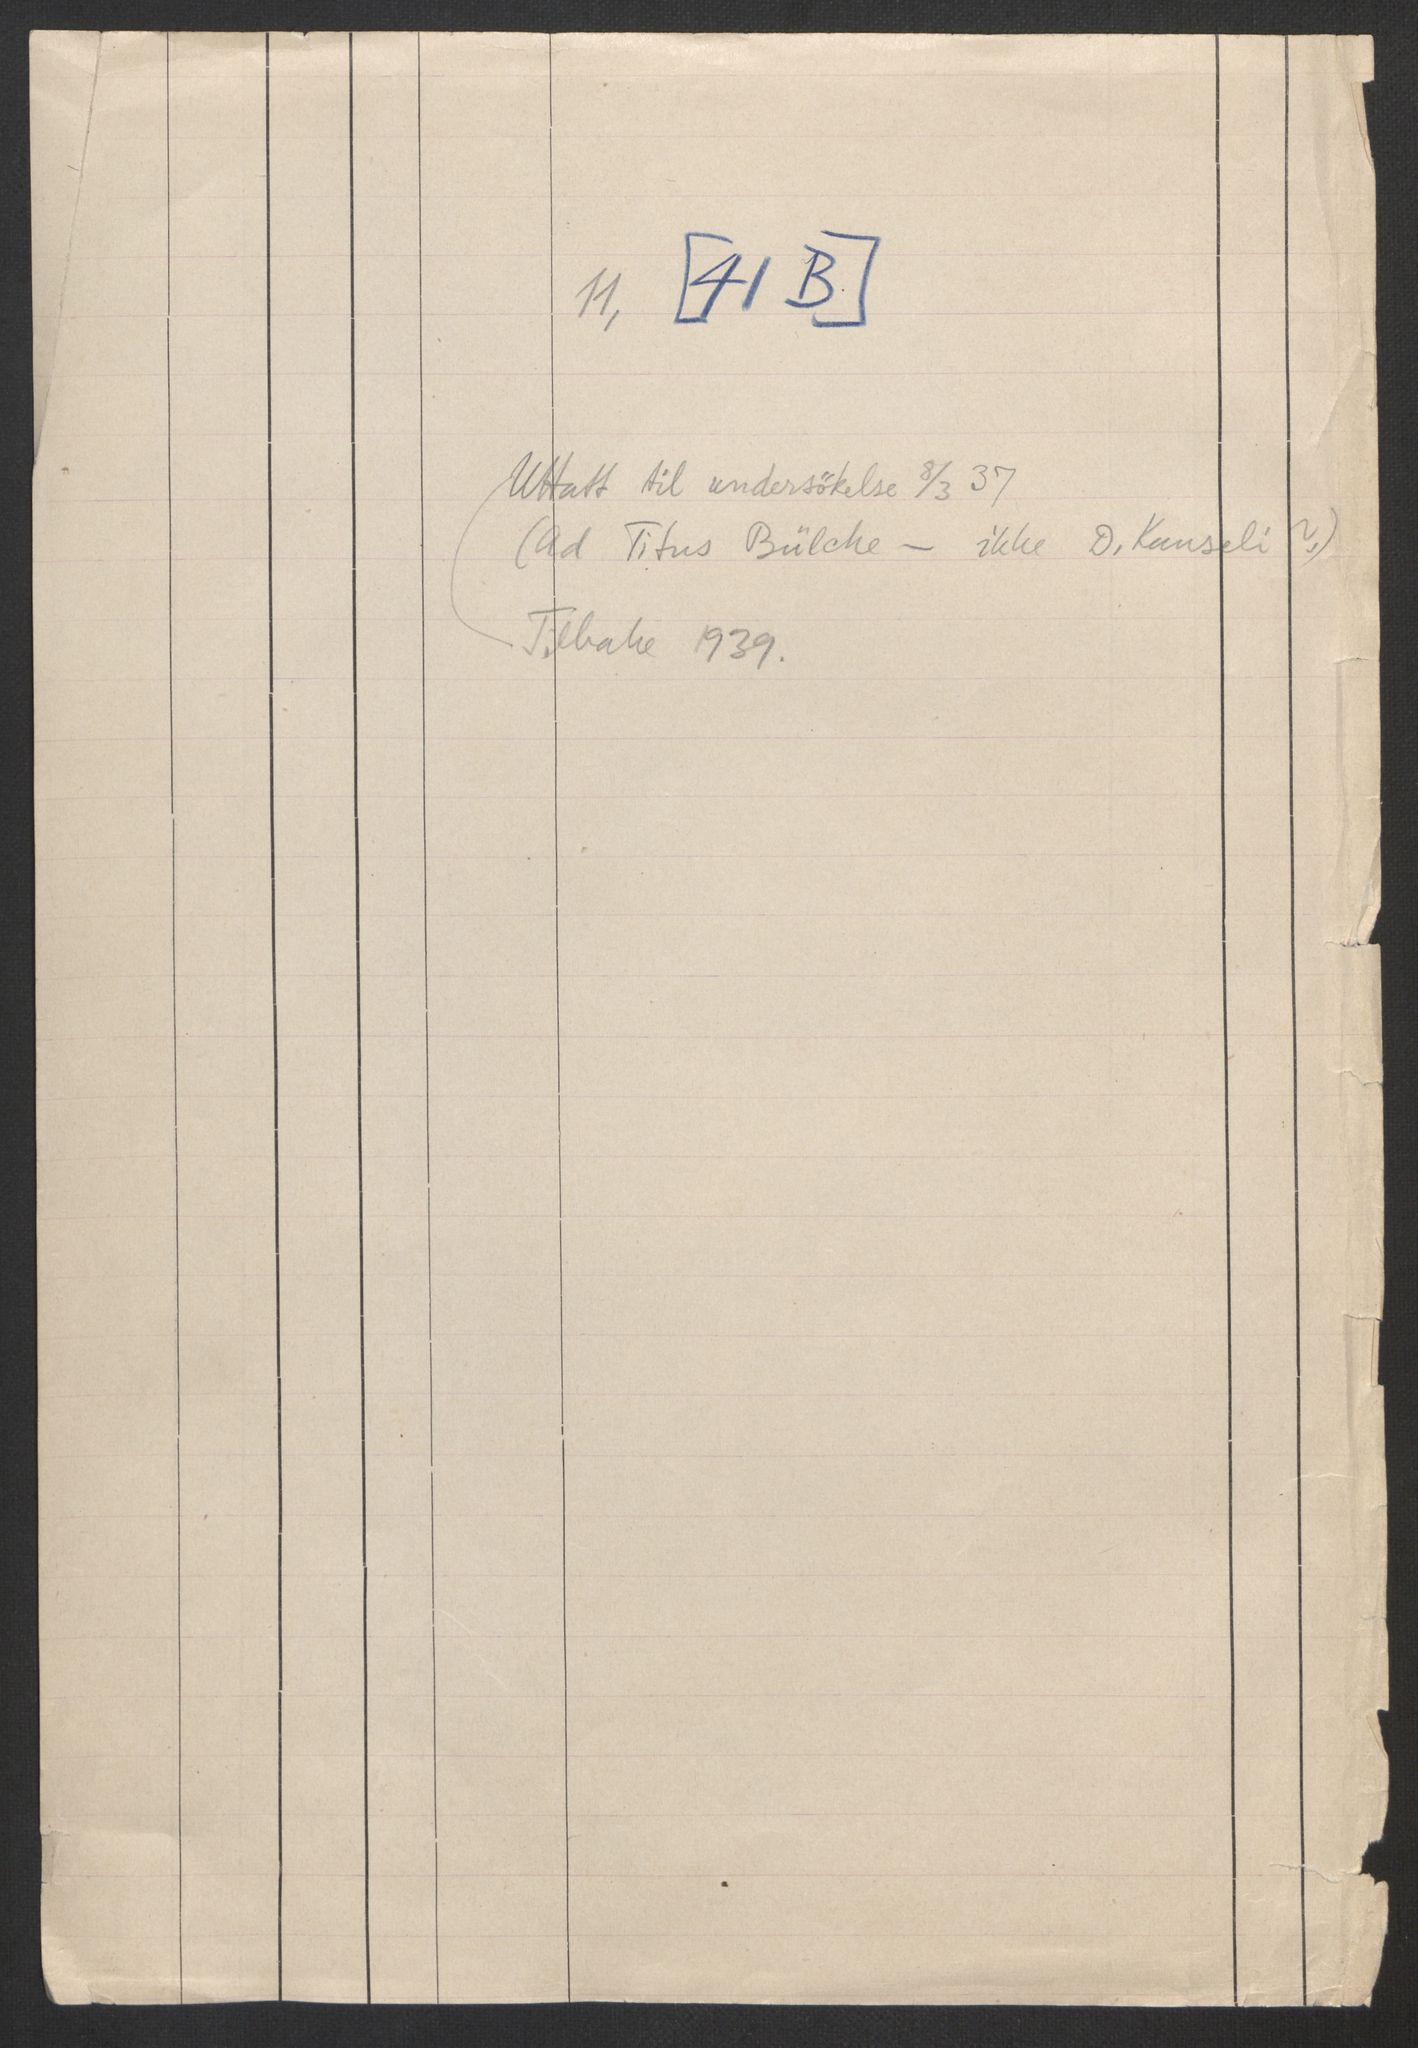 11, [41 B]
Uttatt til undersökelse 8/3 37
(Ad Titus Bülche – ikke D. Kanseli ?)
Tilbake 1939.